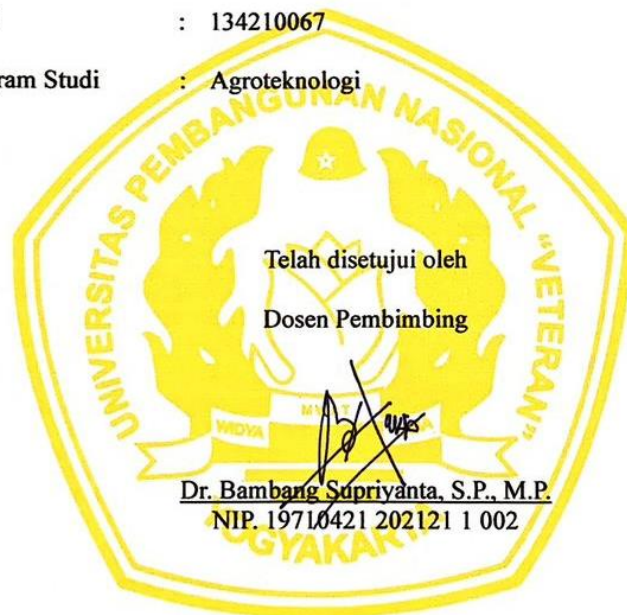 : 134210067
ram Studi : Agroteknologi
UNIVERSITAS PEMBANGUNAN NASIONAL "VETERAN"
Telah disetujui oleh
Dosen Pembimbing
WIDYA
Dr. Bambang Supriyanta, S.P., M.P.
NIP. 19710421 202121 1 002
YOGYAKARTA